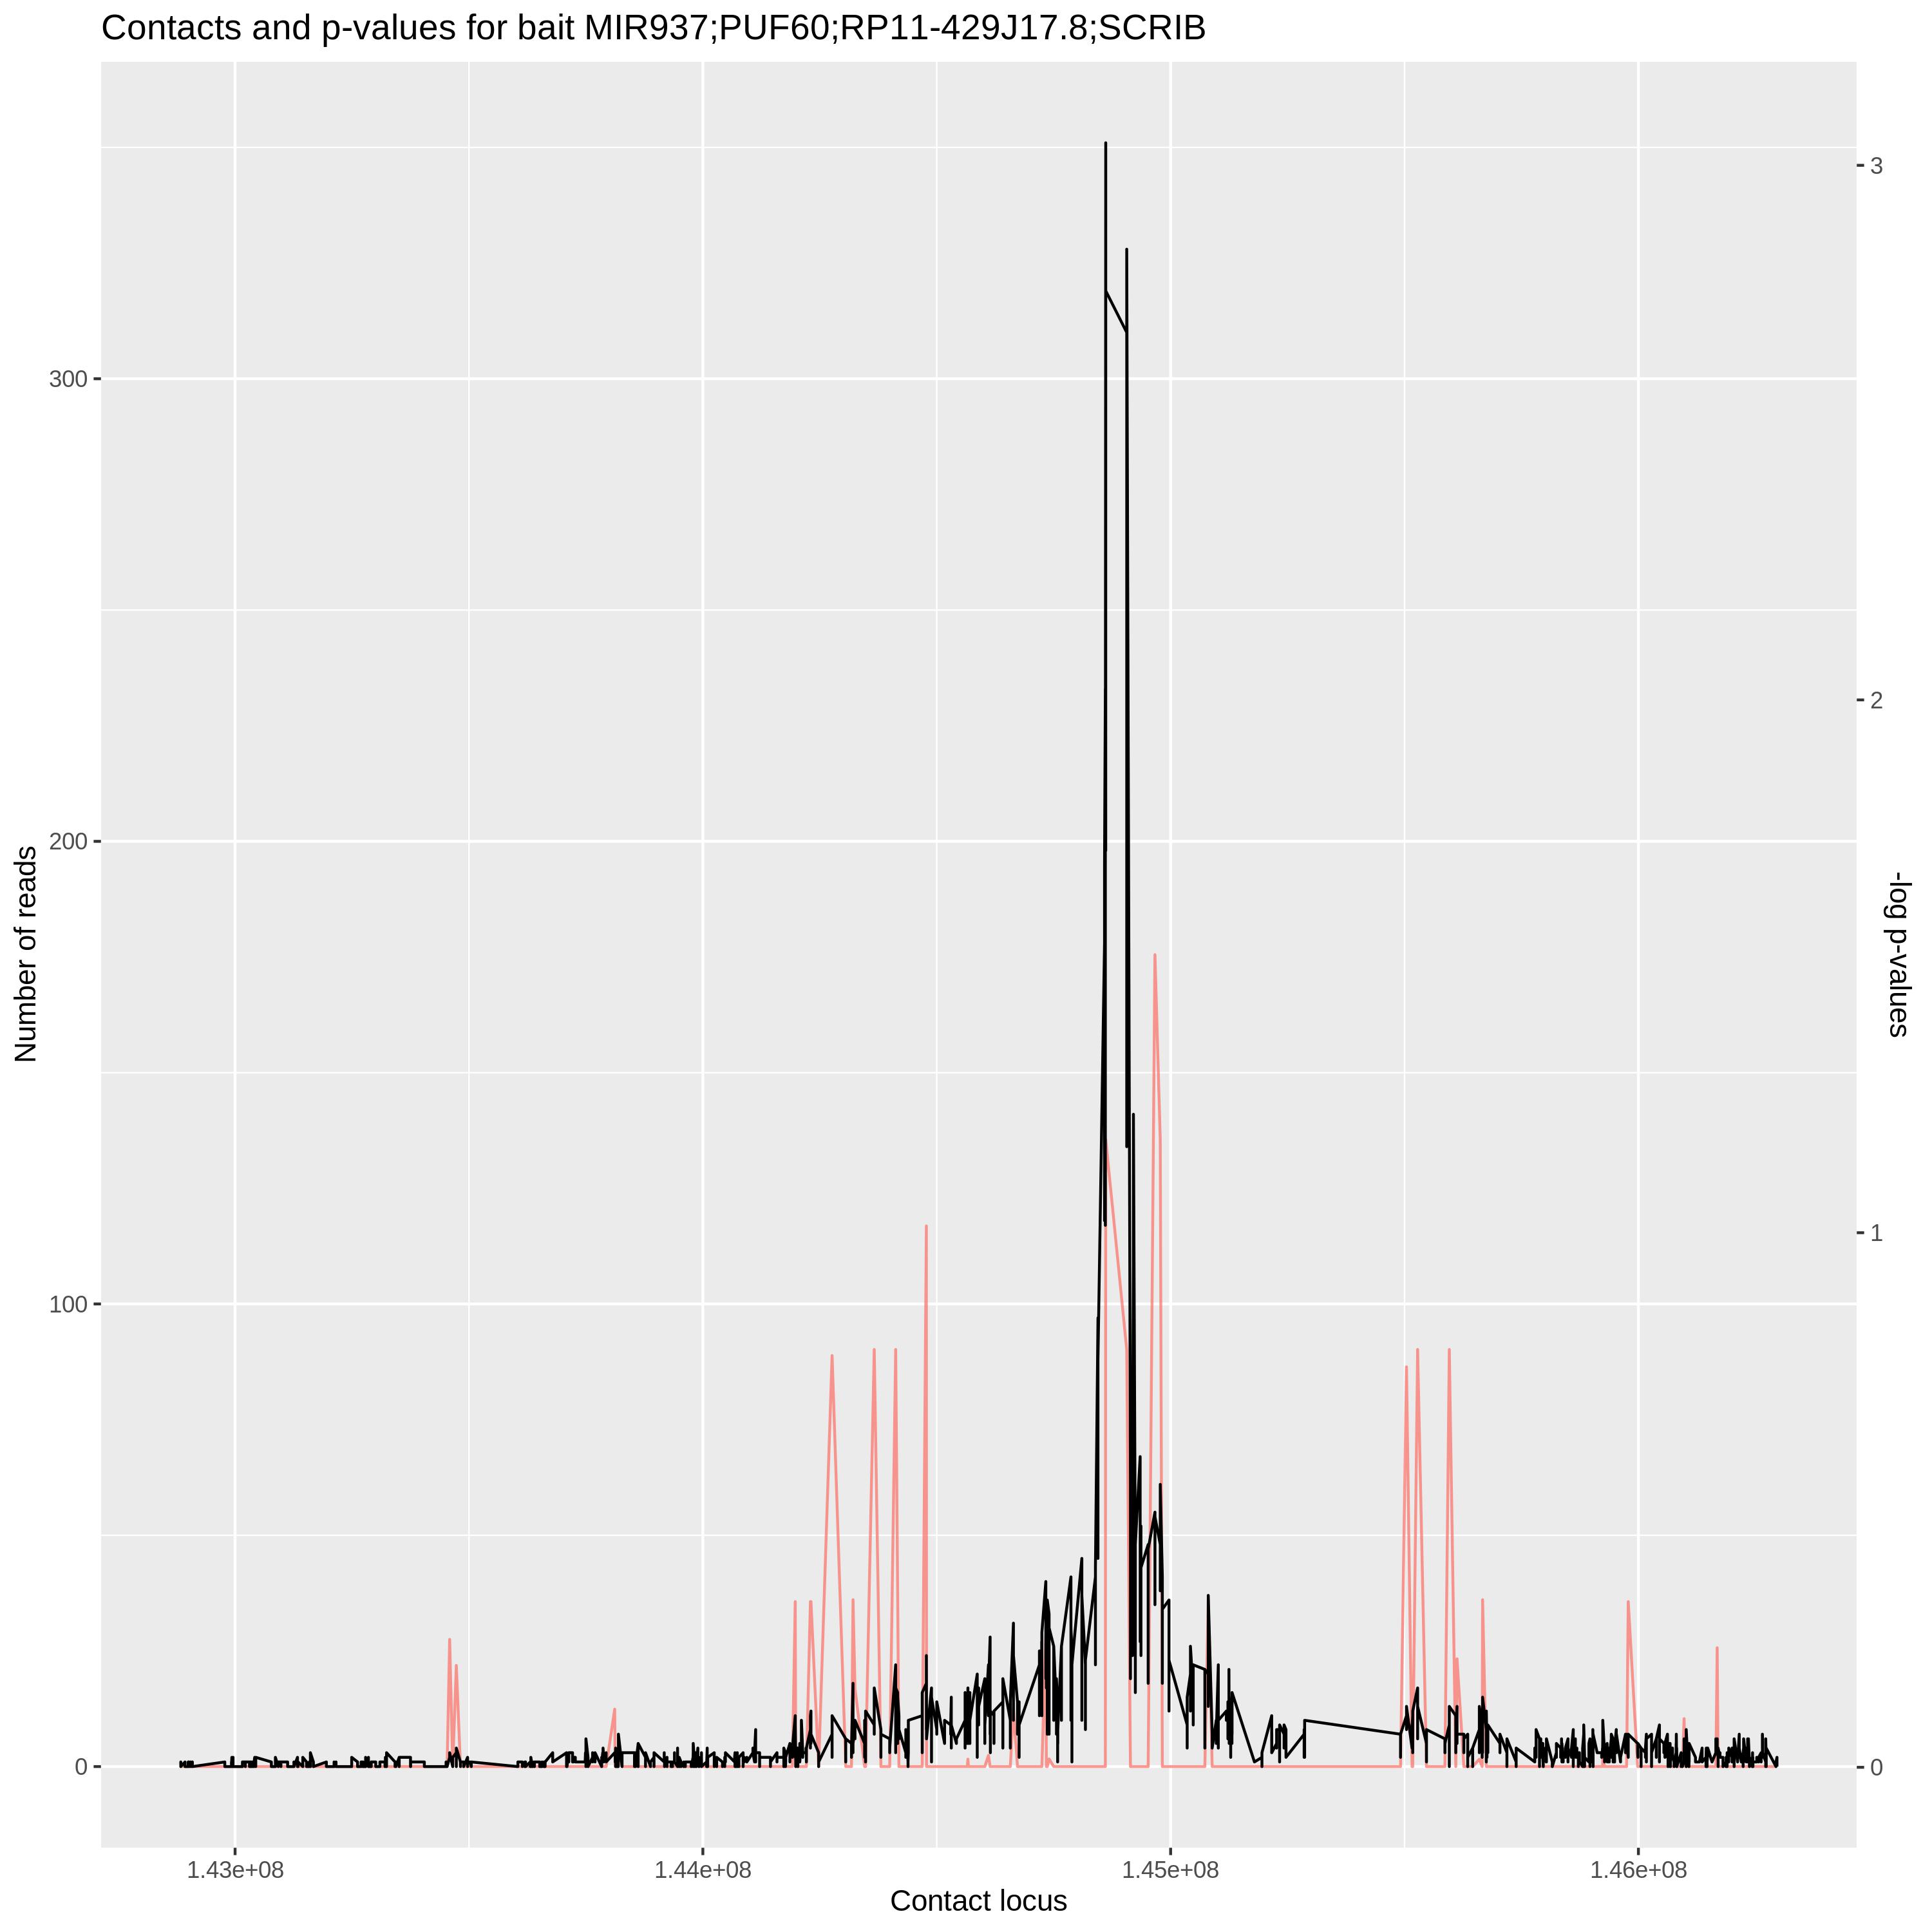 Contacts and p-values for bait MIR937;PUF60;RP11-429J17.8;SCRIB
3
300
2
200
Number of reads
-log p-values
1
100
0
0
1.43e+08
1.44e+08
1.45e+08
1.46e+08
Contact locus